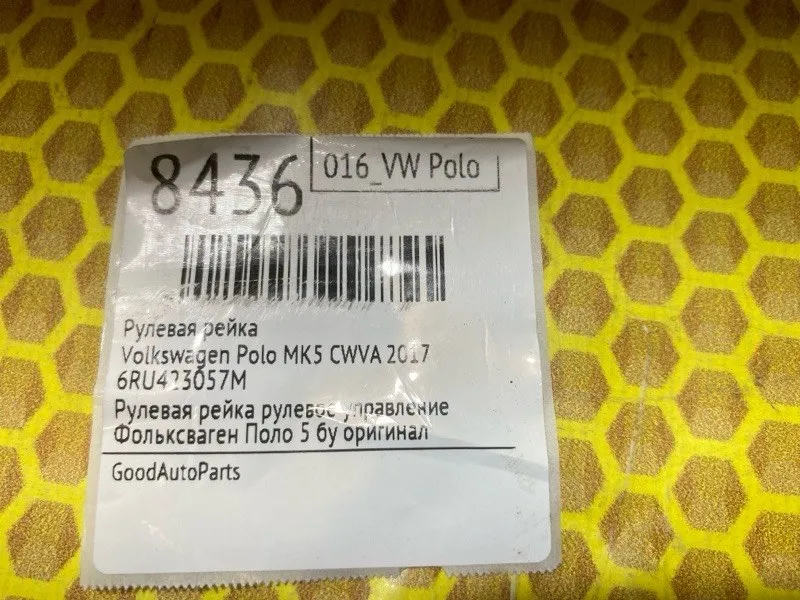 8436
016_VW Polo
Рулевая рейка
Volkswagen Polo MK5 CWVA 2017
6RU423057M
Рулевая рейка рулевое управление
Фольксваген Поло 5 бу оригинал
GoodAutoParts